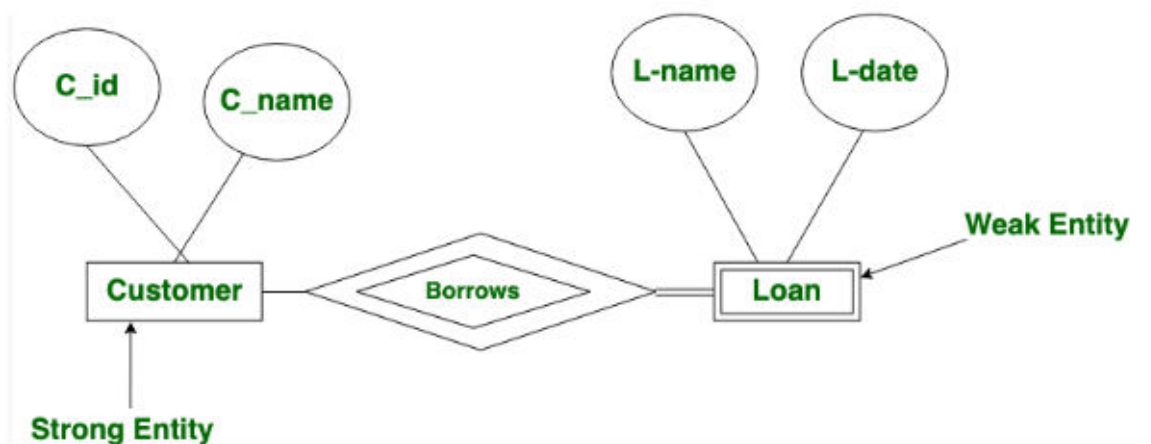 C_id
C_name
L-name
L-date
Weak Entity
Customer
Borrows
Loan
Strong Entity